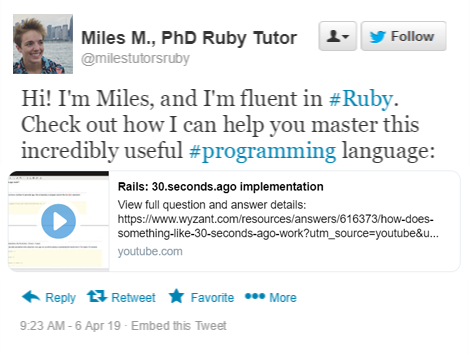 Miles M., PhD Ruby Tutor
@milestutorsruby
Follow
Hi! I'm Miles, and I'm fluent in #Ruby.
Check out how I can help you master this
incredibly useful #programming language:
Rails: 30.seconds.ago implementation
View full question and answer details:
https://www.wyzant.com/resources/answers/616373/how-does-
something-like-30-seconds-ago-work?utm_source=youtube&u...
youtube.com
Reply Retweet Favorite More
9:23 AM - 6 Apr 19 · Embed this Tweet